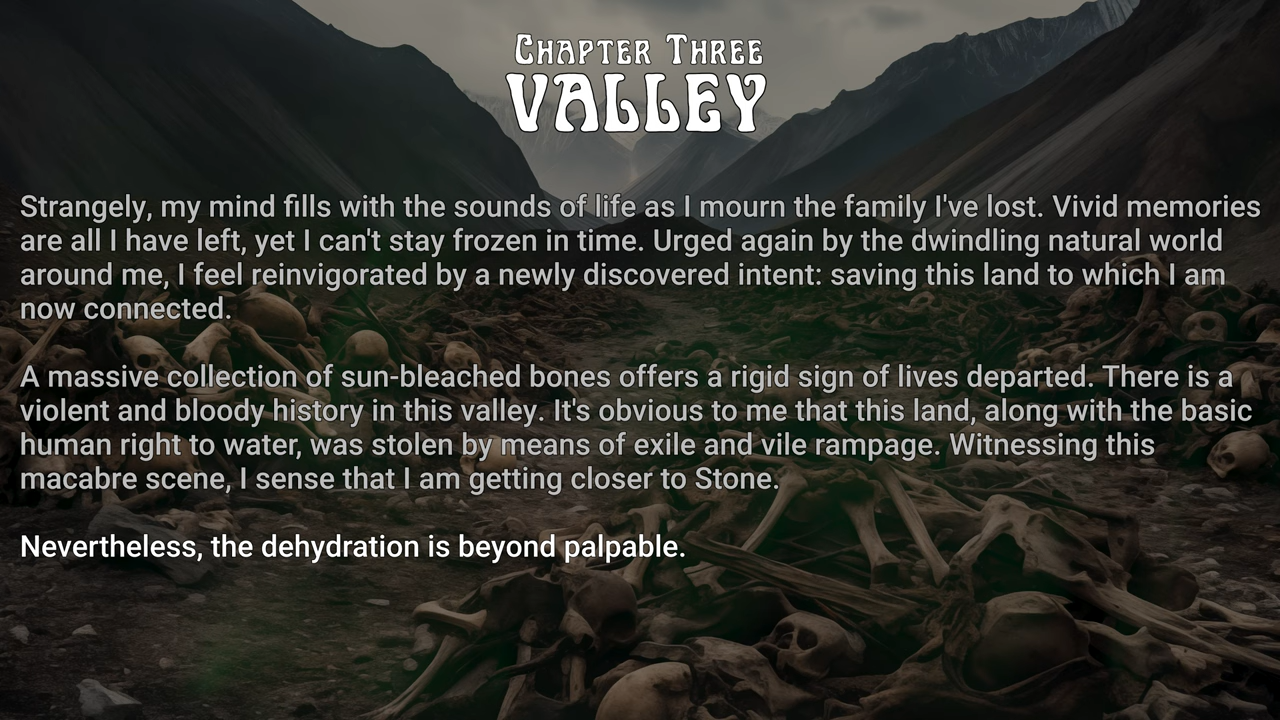 Chapter Three
VALLEY
Strangely, my mind fills with the sounds of life as I mourn the family I've lost. Vivid memories
are all I have left, yet I can't stay frozen in time. Urged again by the dwindling natural world
around me, I feel reinvigorated by a newly discovered intent: saving this land to which I am
now connected.
A massive collection of sun-bleached bones offers a rigid sign of lives departed. There is a
violent and bloody history in this valley. It's obvious to me that this land, along with the basic
human right to water, was stolen by means of exile and vile rampage. Witnessing this
macabre scene, I sense that I am getting closer to Stone.
Nevertheless, the dehydration is beyond palpable.